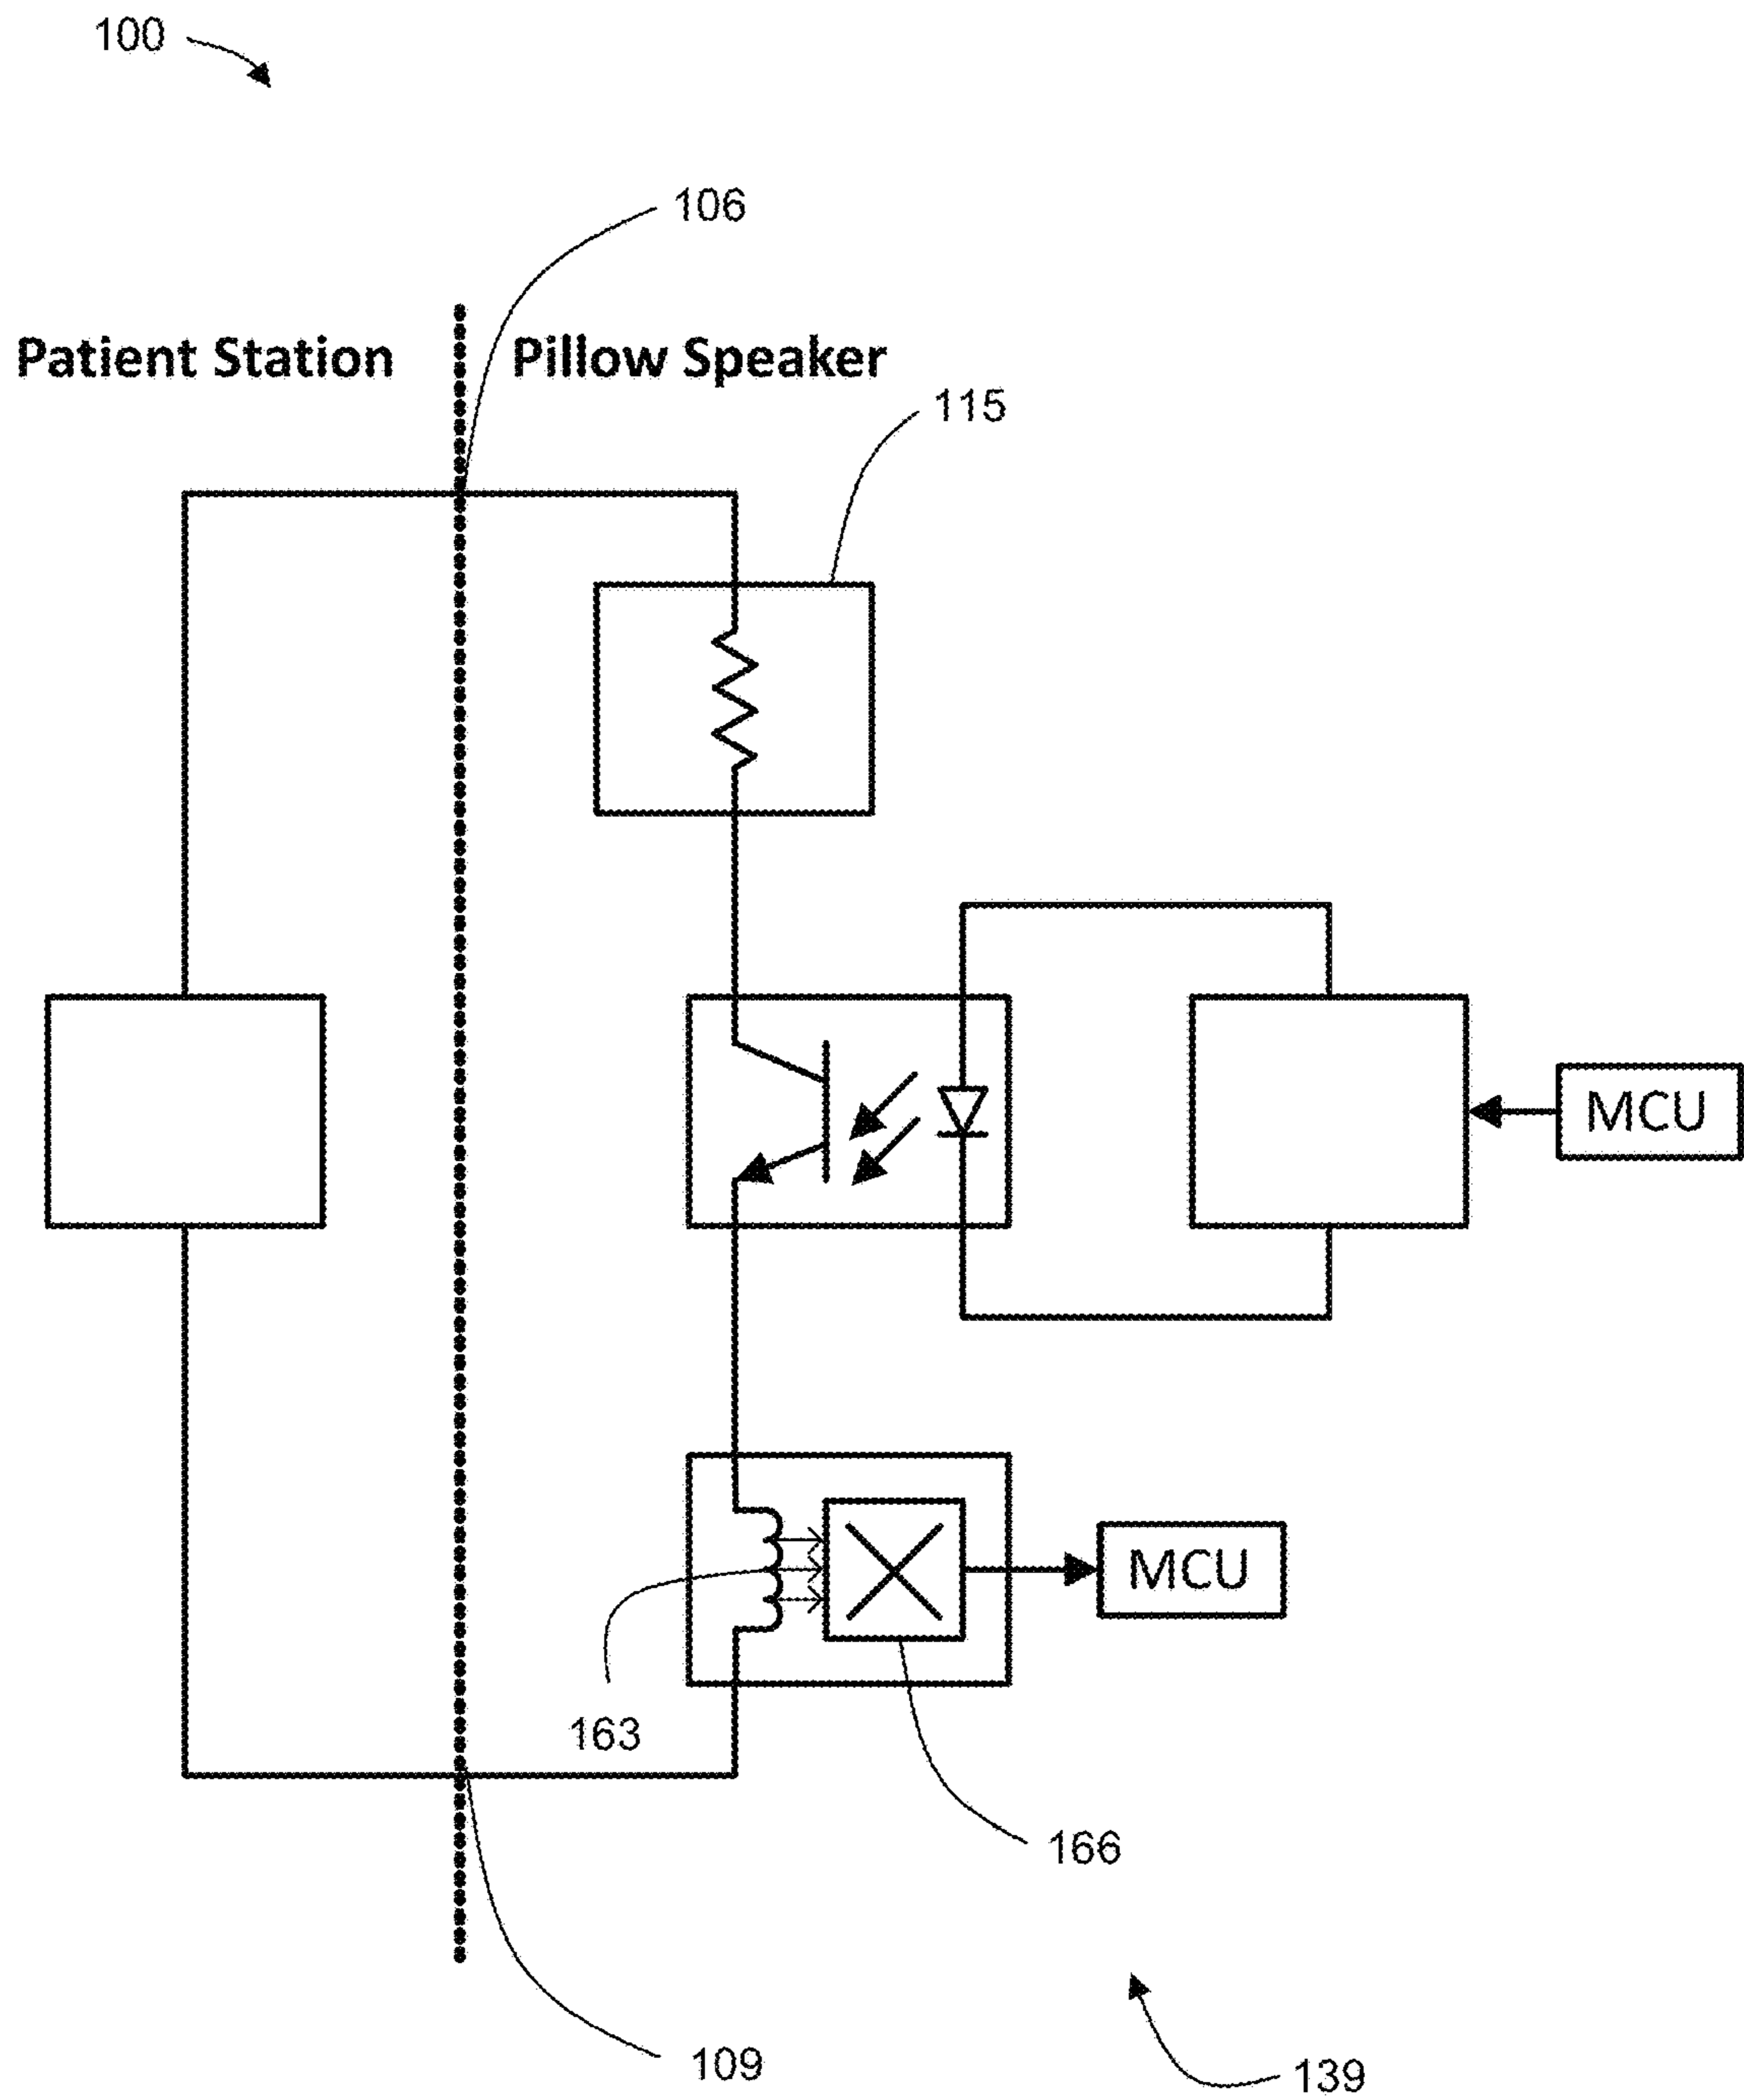 100
106
Patient Station
Pillow Speaker
115
MCU
MCU
163
166
109
139